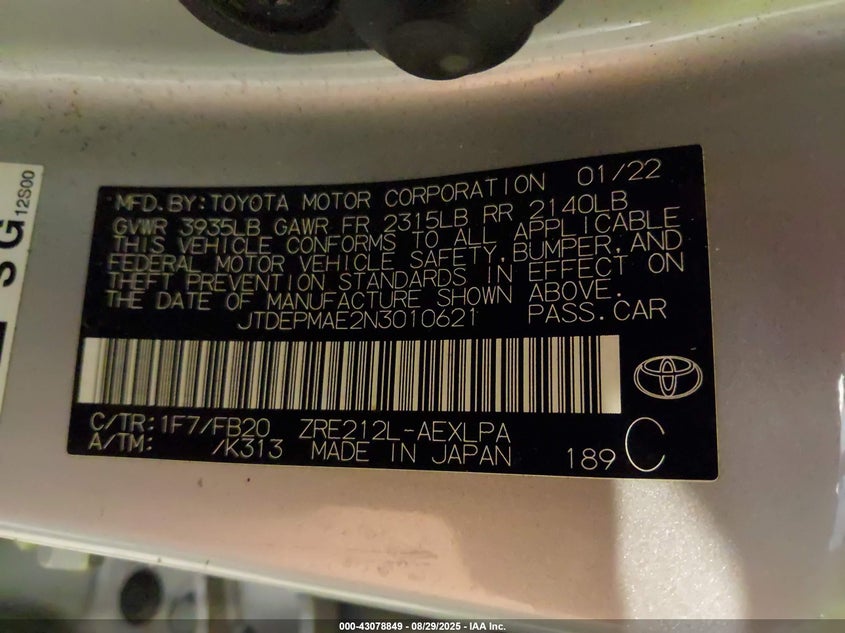 SG
12S00
MFD.BY:TOYOTA MOTOR CORPORATION 01/22
GVWR 3935LB GAWR FR 2315LB RR 2140LB
THIS VEHICLE CONFORMS TO ALL APPLICABLE
FEDERAL MOTOR VEHICLE SAFETY,BUMPER,AND
THEFT PREVENTION STANDARDS IN EFFECT ON
THE DATE OF MANUFACTURE SHOWN ABOVE.
JTDEPMAE2N3010621 PASS.CAR
C/TR:1F7/FB20 ZRE212L-AEXLPA
A/TM: /K313 MADE IN JAPAN 189 C
000-43078849 - 08/29/2025 - IAA Inc.